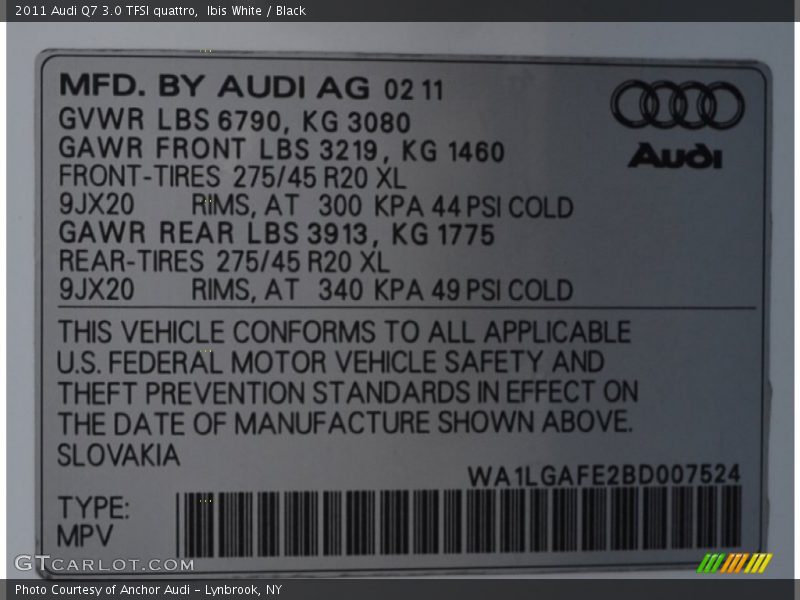 2011 Audi Q7 3.0 TFSI quattro,  Ibis White / Black
MFD. BY AUDI AG 02 11
GVWR LBS 6790, KG 3080
GAWR FRONT LBS 3219, KG 1460
FRONT-TIRES 275/45 R20 XL
9JX20 RIMS, AT 300 KPA 44 PSI COLD
GAWR REAR LBS 3913, KG 1775
REAR-TIRES 275/45 R20 XL
9JX20 RIMS, AT 340 KPA 49 PSI COLD
Audi
THIS VEHICLE CONFORMS TO ALL APPLICABLE
U.S. FEDERAL MOTOR VEHICLE SAFETY AND
THEFT PREVENTION STANDARDS IN EFFECT ON
THE DATE OF MANUFACTURE SHOWN ABOVE.
SLOVAKIA
WA1LGAFE2BD007524
TYPE:
MPV
GTCARLOT.COM
Photo Courtesy of Anchor Audi - Lynbrook, NY